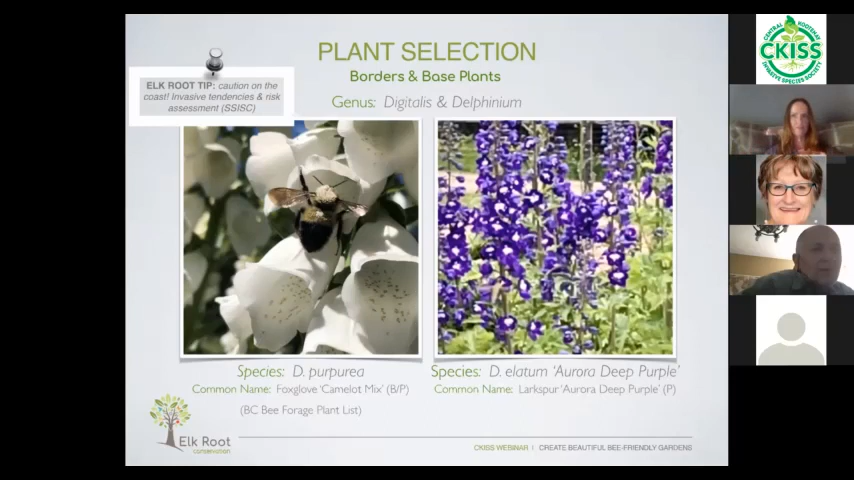 PLANT SELECTION
Borders & Base Plants
ELK ROOT TIP: caution on the
coast! Invasive tendencies & risk
assessment (SSISC)
Genus: Digitalis & Delphinium
Species: D. purpurea
Common Name: Foxglove 'Camelot Mix' (B/P)
(BC Bee Forage Plant List)
Species: D. elatum 'Aurora Deep Purple'
Common Name: Larkspur 'Aurora Deep Purple' (P)
Elk Root
conservation
CKISS WEBINAR | CREATE BEAUTIFUL BEE-FRIENDLY GARDENS
CENTRAL KOOTENAY
CKISS
INVASIVE SPECIES SOCIETY